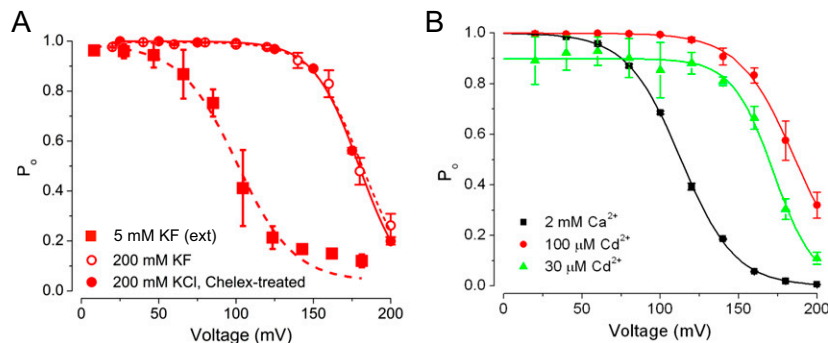 A
1.0
0.8
0.6
0.4
0.2
0.0
Po
5 mM KF (ext)
200 mM KF
200 mM KCl, Chelex-treated
0 50 100 150 200
Voltage (mV)
B
1.0
0.8
0.6
0.4
0.2
0.0
Po
2 mM Ca2+
100 μM Cd2+
30 μM Cd2+
0 50 100 150 200
Voltage (mV)